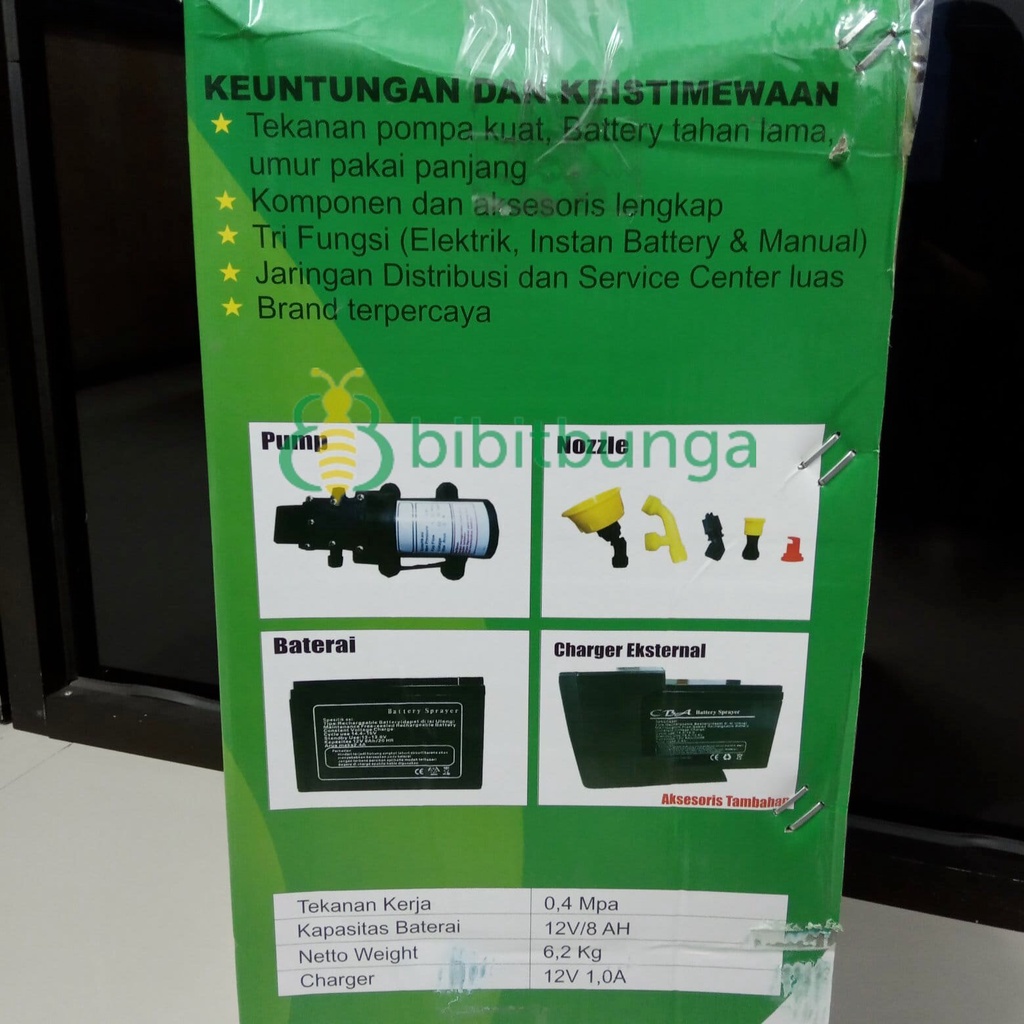 KEUNTUNGAN DAN KEISTIMEWAAN
Tekanan pompa kuat, Battery tahan lama,
umur pakai panjang
Komponen dan aksesoris lengkap
Tri Fungsi (Elektrik, Instan Battery & Manual)
Jaringan Distribusi dan Service Center luas
Brand terpercaya
bibitbunga
Pump
Nozzle
Baterai
Battery Sprayer
Charger Eksternal
CBA Battery Sprayer
Aksesoris Tambahan
Tekanan Kerja 0,4 Mpa
Kapasitas Baterai 12V/8 AH
Netto Weight 6,2 Kg
Charger 12V 1,0A